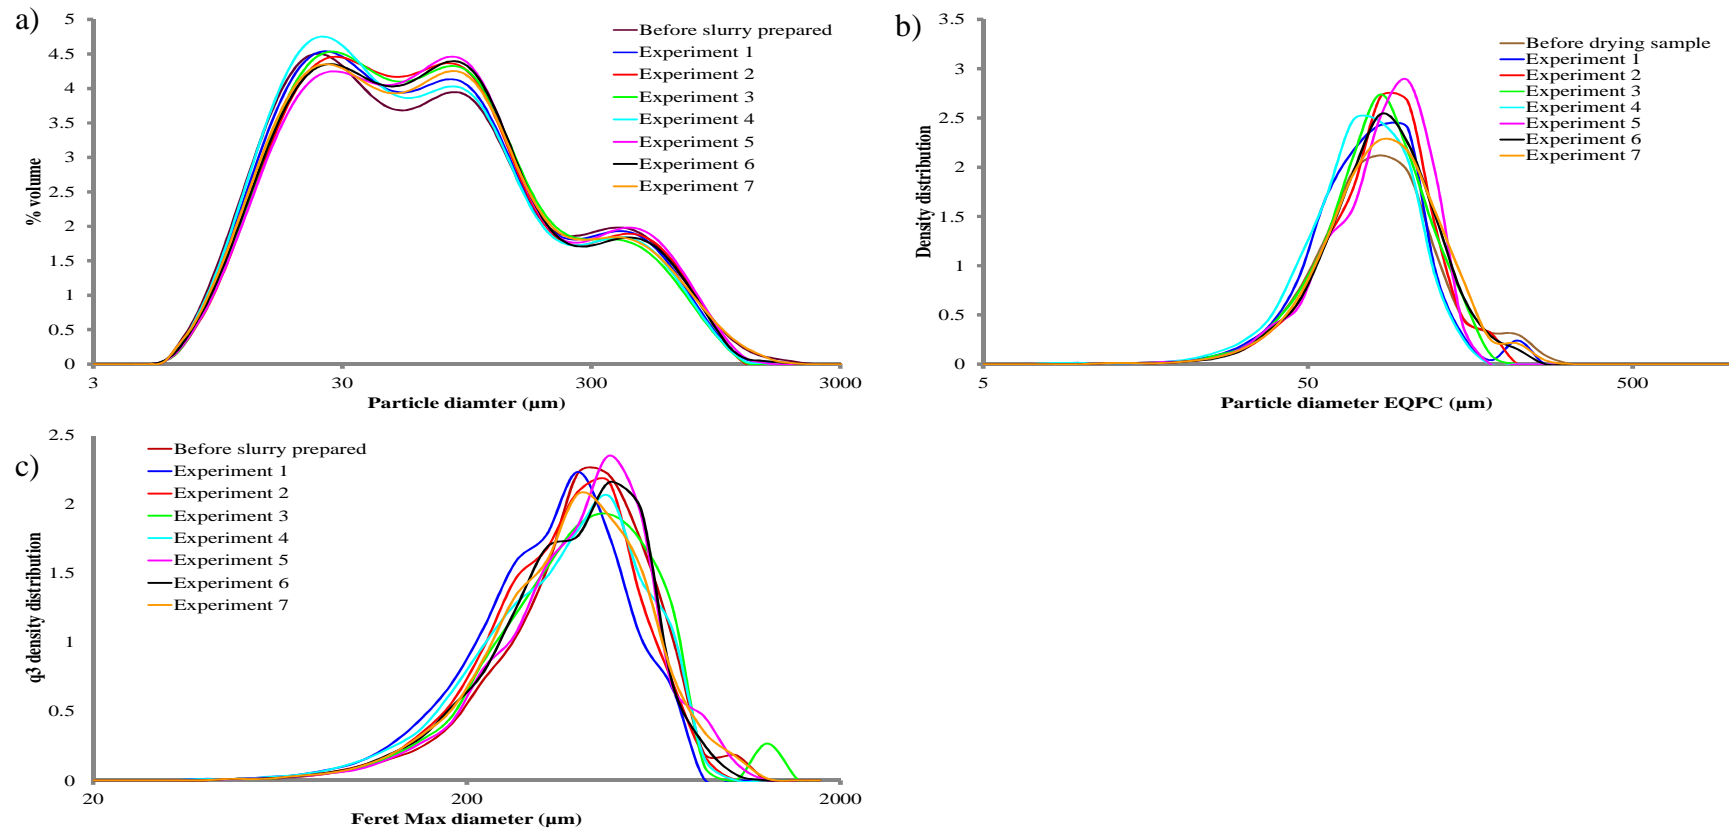 a)
5
4.5
4
3.5
3
2.5
2
1.5
1
0.5
0
% volume
3
30
300
3000
Particle diamter (µm)
Before slurry prepared
Experiment 1
Experiment 2
Experiment 3
Experiment 4
Experiment 5
Experiment 6
Experiment 7
b)
3.5
3
2.5
2
1.5
1
0.5
0
Density distribution
5
50
500
Particle diameter EQPC (µm)
Before drying sample
Experiment 1
Experiment 2
Experiment 3
Experiment 4
Experiment 5
Experiment 6
Experiment 7
c)
2.5
2
1.5
1
0.5
0
q3 density distribution
20
200
2000
Feret Max diameter (µm)
Before slurry prepared
Experiment 1
Experiment 2
Experiment 3
Experiment 4
Experiment 5
Experiment 6
Experiment 7